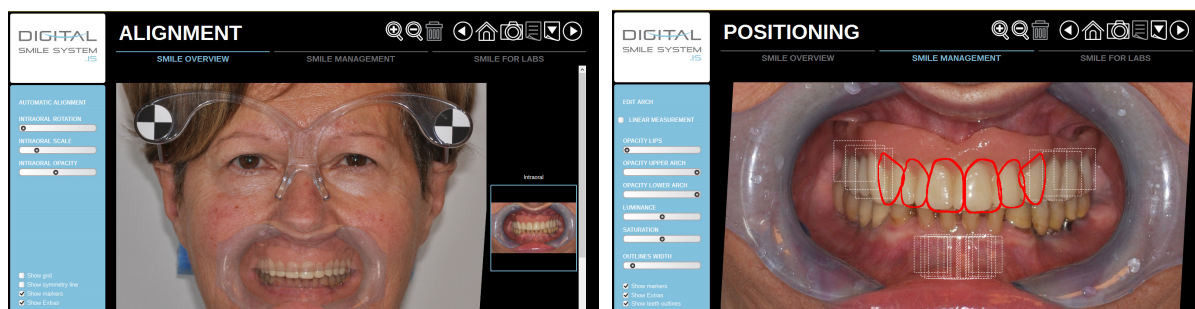 DIGITAL
SMILE SYSTEM
.IS
ALIGNMENT
SMILE OVERVIEW
SMILE MANAGEMENT
SMILE FOR LABS
AUTOMATIC ALIGNMENT
INTRAORAL ROTATION
INTRAORAL SCALE
INTRAORAL OPACITY
Show grid
Show symmetry line
Show markers
Show Extras
Intraoral
DIGITAL
SMILE SYSTEM
.IS
POSITIONING
SMILE OVERVIEW
SMILE MANAGEMENT
SMILE FOR LABS
EDIT ARCH
LINEAR MEASUREMENT
OPACITY LIPS
OPACITY UPPER ARCH
OPACITY LOWER ARCH
LUMINANCE
SATURATION
OUTLINES WIDTH
Show markers
Show Extras
Show teeth outlines